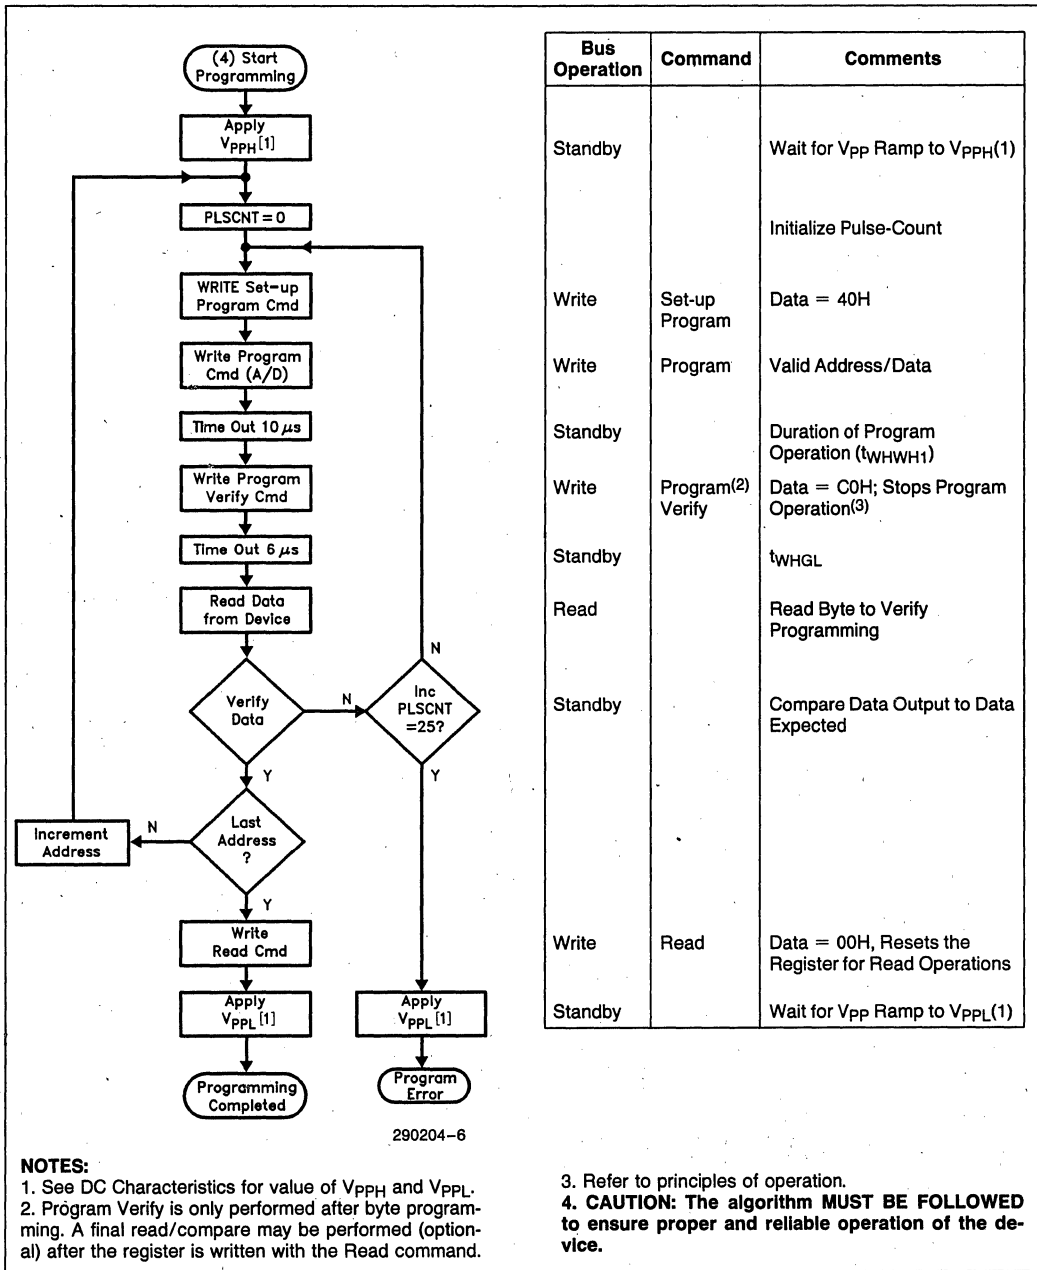 (4) Start
Programming
Apply
VPPH[1]
PLSCNT = 0
WRITE Set-up
Program Cmd
Write Program
Cmd (A/D)
Time Out 10 μs
Write Program
Verify Cmd
Time Out 6 μs
Read Data
from Device
Verify
Data
N
Inc
PLSCNT
=25?
N
Y
Y
Last
Address
?
N
Increment
Address
Y
Write
Read Cmd
Apply
VPPL[1]
Programming
Completed
Apply
VPPL[1]
Program
Error
290204-6
Bus
Operation
Command
Comments
Standby
Wait for VPP Ramp to VPPH(1)
Initialize Pulse-Count
Write
Set-up
Program
Data = 40H
Write
Program
Valid Address/Data
Standby
Duration of Program
Operation (tWHWH1)
Write
Program(2)
Verify
Data = C0H; Stops Program
Operation(3)
Standby
tWHGL
Read
Read Byte to Verify
Programming
Standby
Compare Data Output to Data
Expected
Write
Read
Data = 00H, Resets the
Register for Read Operations
Standby
Wait for VPP Ramp to VPPL(1)
NOTES:
1. See DC Characteristics for value of VPPH and VPPL.
2. Program Verify is only performed after byte program-
ming. A final read/compare may be performed (option-
al) after the register is written with the Read command.
3. Refer to principles of operation.
4. CAUTION: The algorithm MUST BE FOLLOWED
to ensure proper and reliable operation of the de-
vice.